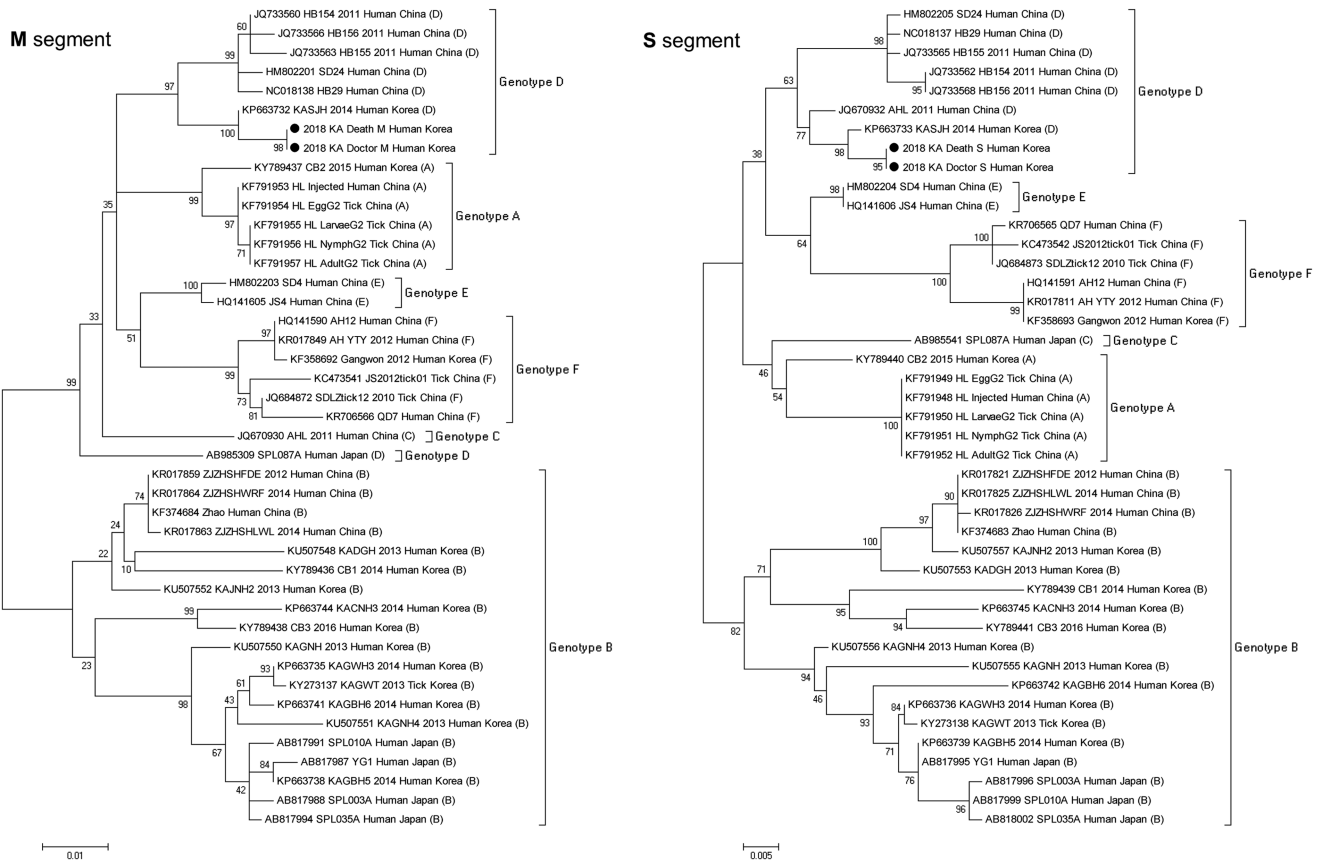 M segment
JQ733560 HB154 2011 Human China (D)
JQ733566 HB156 2011 Human China (D)
JQ733563 HB155 2011 Human China (D)
HM802201 SD24 Human China (D)
NC018138 HB29 Human China (D)
KP663732 KASJH 2014 Human Korea (D)
2018 KA Death M Human Korea
2018 KA Doctor M Human Korea
KY789437 CB2 2015 Human Korea (A)
KF791953 HL Injected Human China (A)
KF791954 HL EggG2 Tick China (A)
KF791955 HL LarvaeG2 Tick China (A)
KF791956 HL NymphG2 Tick China (A)
KF791957 HL AdultG2 Tick China (A)
HM802203 SD4 Human China (E)
HQ141605 JS4 Human China (E)
HQ141590 AH12 Human China (F)
KR017849 AH YTY 2012 Human China (F)
KF358692 Gangwon 2012 Human Korea (F)
KC473541 JS2012tick01 Tick China (F)
JQ684872 SDLZtick12 2010 Tick China (F)
KR706566 QD7 Human China (F)
JQ670930 AHL 2011 Human China (C)
AB985309 SPL087A Human Japan (D)
KR017859 ZJZHSHFDE 2012 Human China (B)
KR017864 ZJZHSHWRF 2014 Human China (B)
KF374684 Zhao Human China (B)
KR017863 ZJZHSHLWL 2014 Human China (B)
KU507548 KADGH 2013 Human Korea (B)
KY789436 CB1 2014 Human Korea (B)
KU507552 KAJNH2 2013 Human Korea (B)
KP663744 KACNH3 2014 Human Korea (B)
KY789438 CB3 2016 Human Korea (B)
KU507550 KAGNH 2013 Human Korea (B)
KP663735 KAGWH3 2014 Human Korea (B)
KY273137 KAGWT 2013 Tick Korea (B)
KP663741 KAGBH6 2014 Human Korea (B)
KU507551 KAGNH4 2013 Human Korea (B)
AB817991 SPL010A Human Japan (B)
AB817987 YG1 Human Japan (B)
KP663738 KAGBH5 2014 Human Korea (B)
AB817988 SPL003A Human Japan (B)
AB817994 SPL035A Human Japan (B)
Genotype D
Genotype A
Genotype E
Genotype F
Genotype C
Genotype D
Genotype B
60
99
97
100
98
35
99
97
71
100
33
51
97
99
73
81
99
74
24
22
10
99
23
93
61
43
98
67
84
42
0.01
S segment
HM802205 SD24 Human China (D)
NC018137 HB29 Human China (D)
JQ733565 HB155 2011 Human China (D)
JQ733562 HB154 2011 Human China (D)
JQ733568 HB156 2011 Human China (D)
JQ670932 AHL 2011 Human China (D)
KP663733 KASJH 2014 Human Korea (D)
2018 KA Death S Human Korea
2018 KA Doctor S Human Korea
HM802204 SD4 Human China (E)
HQ141606 JS4 Human China (E)
KR706565 QD7 Human China (F)
KC473542 JS2012tick01 Tick China (F)
JQ684873 SDLZtick12 2010 Tick China (F)
HQ141591 AH12 Human China (F)
KR017811 AH YTY 2012 Human China (F)
KF358693 Gangwon 2012 Human Korea (F)
AB985541 SPL087A Human Japan (C)
KY789440 CB2 2015 Human Korea (A)
KF791949 HL EggG2 Tick China (A)
KF791948 HL Injected Human China (A)
KF791950 HL LarvaeG2 Tick China (A)
KF791951 HL NymphG2 Tick China (A)
KF791952 HL AdultG2 Tick China (A)
KR017821 ZJZHSHFDE 2012 Human China (B)
KR017825 ZJZHSHLWL 2014 Human China (B)
KR017826 ZJZHSHWRF 2014 Human China (B)
KF374683 Zhao Human China (B)
KU507557 KAJNH2 2013 Human Korea (B)
KU507553 KADGH 2013 Human Korea (B)
KY789439 CB1 2014 Human Korea (B)
KP663745 KACNH3 2014 Human Korea (B)
KY789441 CB3 2016 Human Korea (B)
KU507556 KAGNH4 2013 Human Korea (B)
KU507555 KAGNH 2013 Human Korea (B)
KP663742 KAGBH6 2014 Human Korea (B)
KP663736 KAGWH3 2014 Human Korea (B)
KY273138 KAGWT 2013 Tick Korea (B)
KP663739 KAGBH5 2014 Human Korea (B)
AB817995 YG1 Human Japan (B)
AB817996 SPL003A Human Japan (B)
AB817999 SPL010A Human Japan (B)
AB818002 SPL035A Human Japan (B)
Genotype D
Genotype E
Genotype F
Genotype C
Genotype A
Genotype B
98
95
63
77
98
95
38
98
64
100
100
99
46
54
100
90
97
100
71
95
94
82
94
46
93
84
71
76
96
0.005